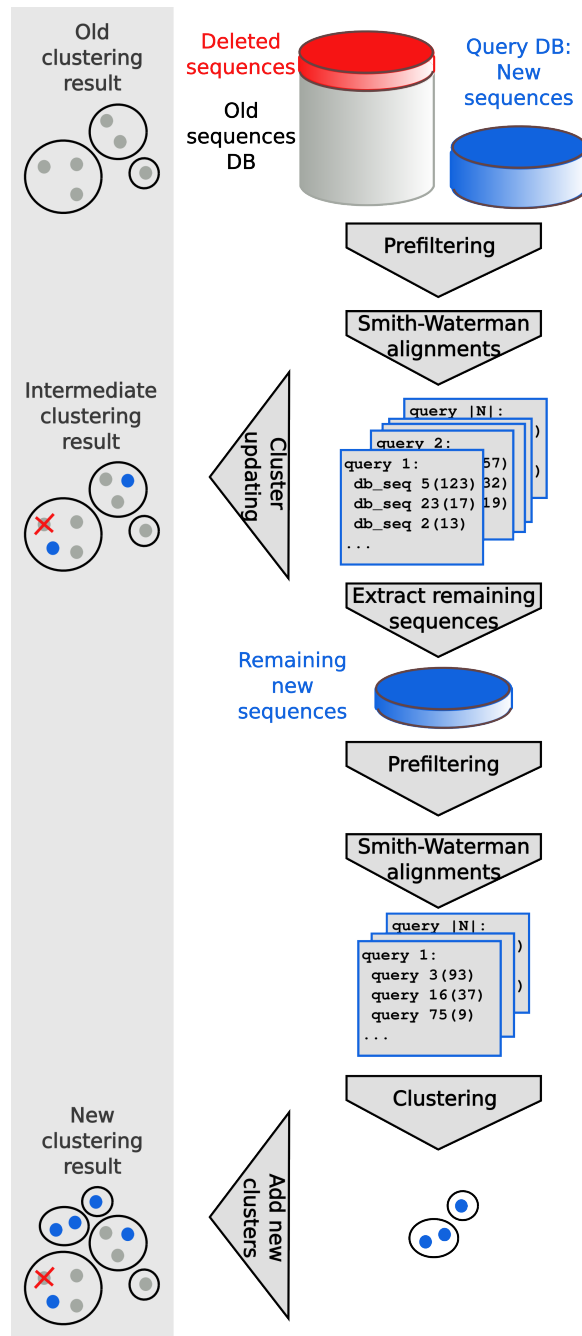 Old
clustering
result
Deleted
sequences
Old
sequences
DB
Query DB:
New
sequences
Prefiltering
Smith-Waterman
alignments
Intermediate
clustering
result
Cluster
updating
query |N|:
)
)
query 2:
57)
32)
19)
query 1:
db_seq 5(123)
db_seq 23(17)
db_seq 2(13)
...
Extract remaining
sequences
Remaining
new
sequences
Prefiltering
Smith-Waterman
alignments
query |N|:
)
)
query 1:
query 3(93)
query 16(37)
query 75(9)
...
Clustering
New
clustering
result
Add new
clusters